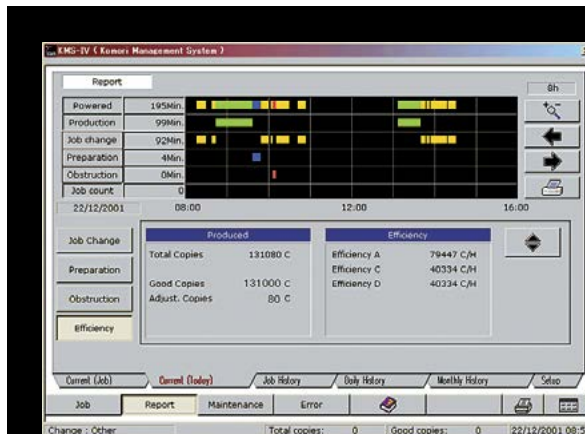 KMS-IV ( Komori Management System )
Report
8h
Powered 195Min.
Production 99Min.
Job change 92Min.
Preparation 4Min.
Obstruction 0Min.
Job count 0
22/12/2001 08:00 12:00 16:00
Job Change
Preparation
Obstruction
Efficiency
Produced
Total Copies 131080 C
Good Copies 131000 C
Adjust. Copies 80 C
Efficiency
Efficiency A 79447 C/H
Efficiency C 40334 C/H
Efficiency D 40334 C/H
Current (Job) Current (Today) Job History Daily History Monthly History Setup
Job Report Maintenance Error
Change : Other Total copies: 0 Good copies: 0 22/12/2001 08:5